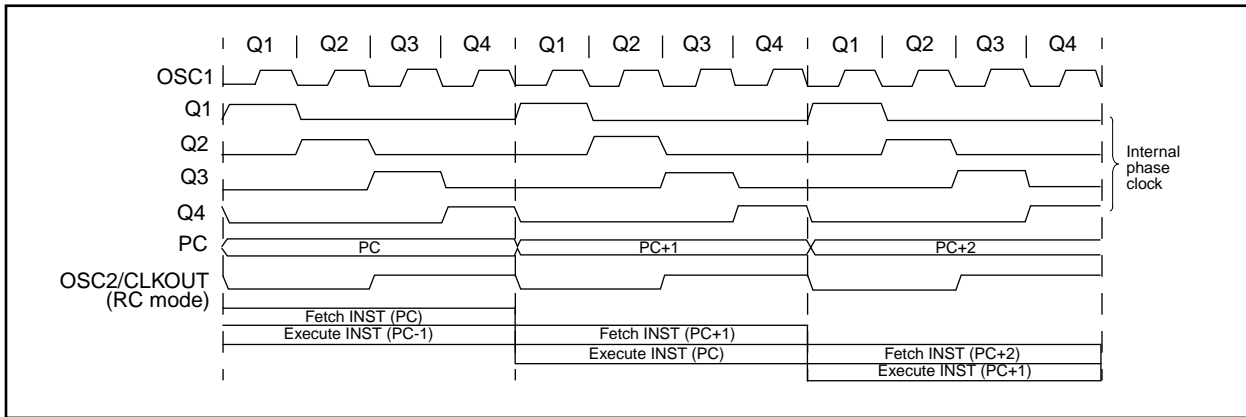 Q1 Q2 Q3 Q4 Q1 Q2 Q3 Q4 Q1 Q2 Q3 Q4
OSC1
Q1
Q2
Q3
Q4
PC
PC PC+1 PC+2
OSC2/CLKOUT
(RC mode)
Internal
phase
clock
Fetch INST (PC)
Execute INST (PC-1) Fetch INST (PC+1)
Execute INST (PC) Fetch INST (PC+2)
Execute INST (PC+1)